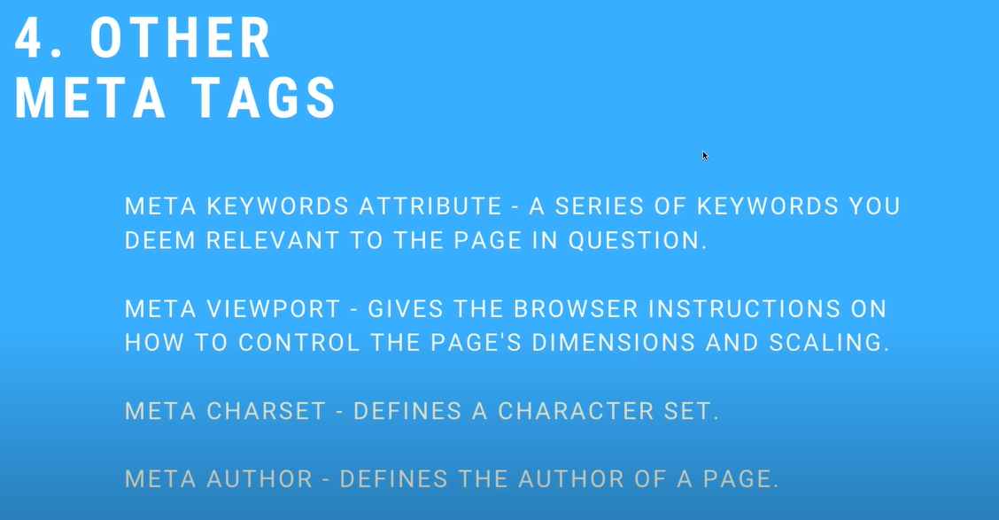 4. OTHER
META TAGS
META KEYWORDS ATTRIBUTE - A SERIES OF KEYWORDS YOU
DEEM RELEVANT TO THE PAGE IN QUESTION.
META VIEWPORT - GIVES THE BROWSER INSTRUCTIONS ON
HOW TO CONTROL THE PAGE'S DIMENSIONS AND SCALING.
META CHARSET - DEFINES A CHARACTER SET.
META AUTHOR - DEFINES THE AUTHOR OF A PAGE.